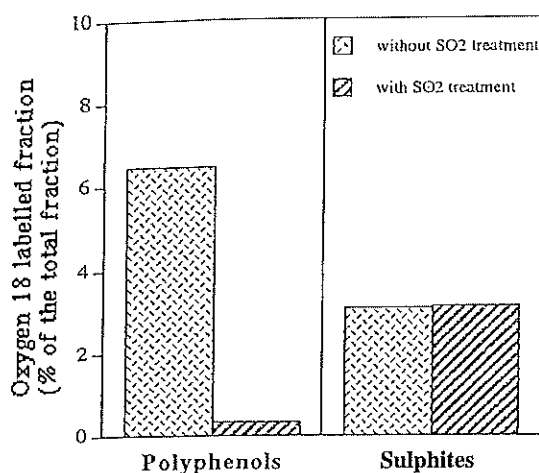 Oxygen 18 labelled fraction
(% of the total fraction)
10
8
6
4
2
0
without SO2 treatment
with SO2 treatment
Polyphenols
Sulphites